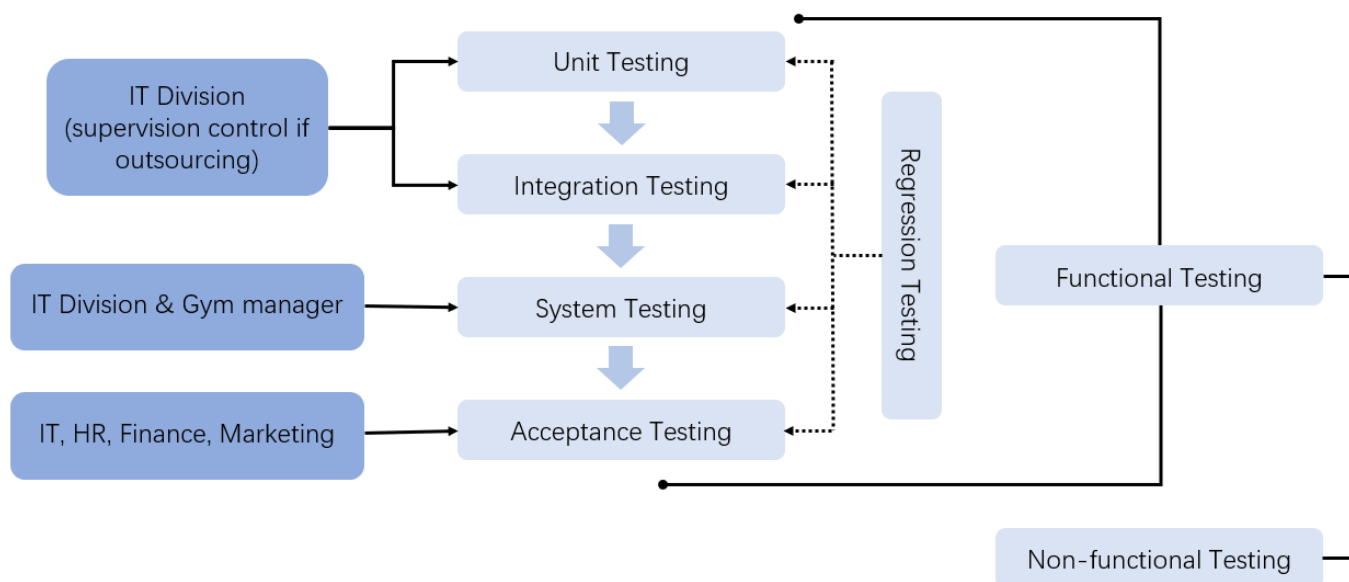 Unit Testing
IT Division
(supervision control if
outsourcing)
Integration Testing
Regression Testing
Functional Testing
IT Division & Gym manager
System Testing
IT, HR, Finance, Marketing
Acceptance Testing
Non-functional Testing